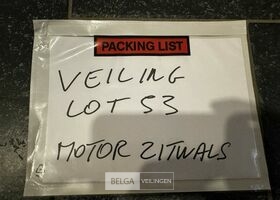 PACKING LIST
VEILING
LOT 53
MOTOR ZITWALS
BELGA VEILINGEN